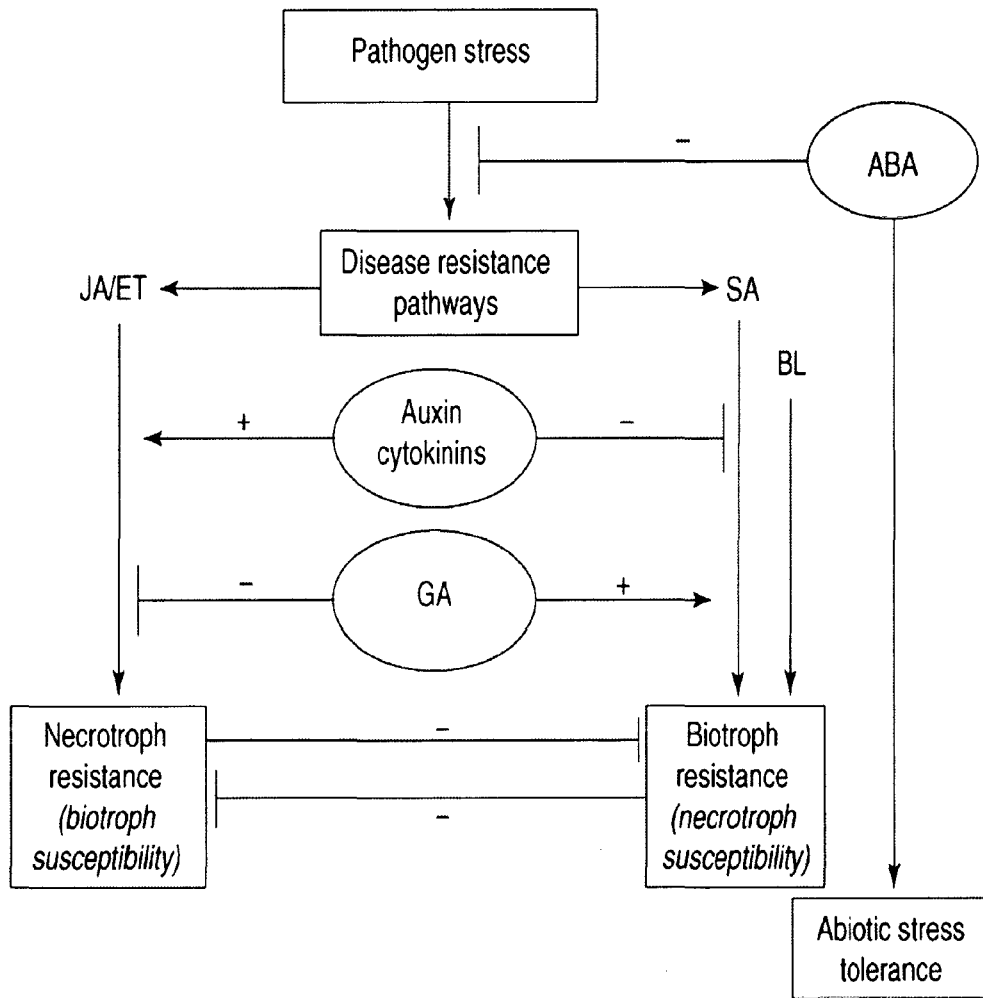 Pathogen stress
–
ABA
Disease resistance
pathways
JA/ET
SA
BL
Auxin
cytokinins
+
–
GA
–
+
Necrotroph
resistance
(biotroph
susceptibility)
–
–
Biotroph
resistance
(necrotroph
susceptibility)
Abiotic stress
tolerance